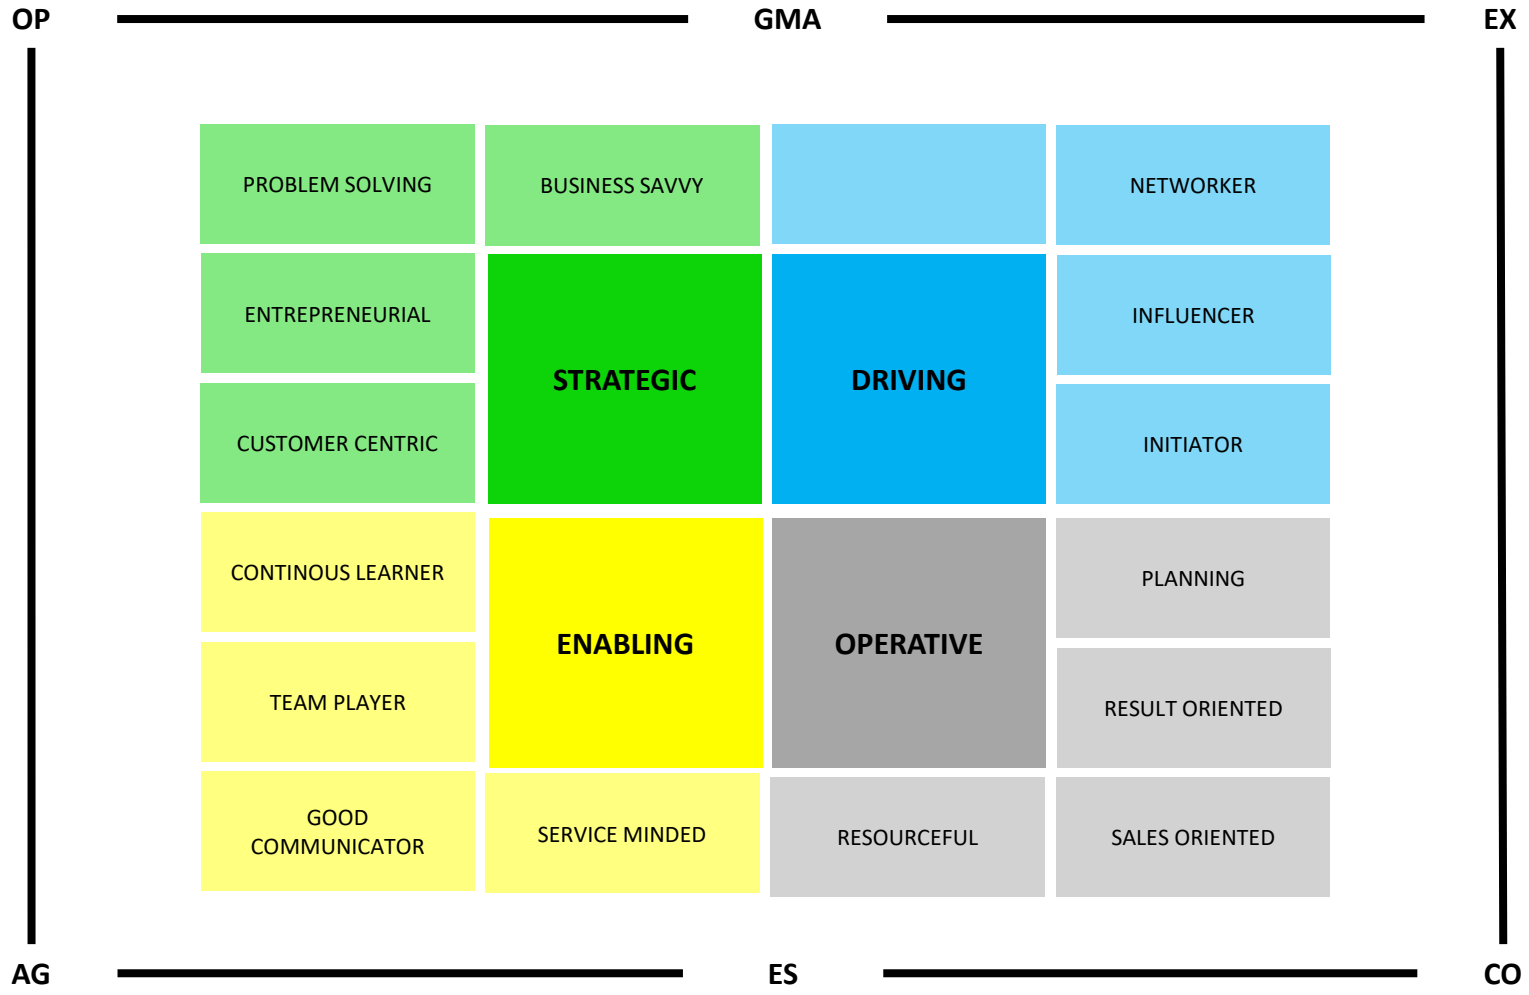 OP
GMA
EX
PROBLEM SOLVING
BUSINESS SAVVY
NETWORKER
ENTREPRENEURIAL
INFLUENCER
STRATEGIC
DRIVING
CUSTOMER CENTRIC
INITIATOR
CONTINOUS LEARNER
PLANNING
ENABLING
OPERATIVE
TEAM PLAYER
RESULT ORIENTED
GOOD
COMMUNICATOR
SERVICE MINDED
RESOURCEFUL
SALES ORIENTED
AG
ES
CO